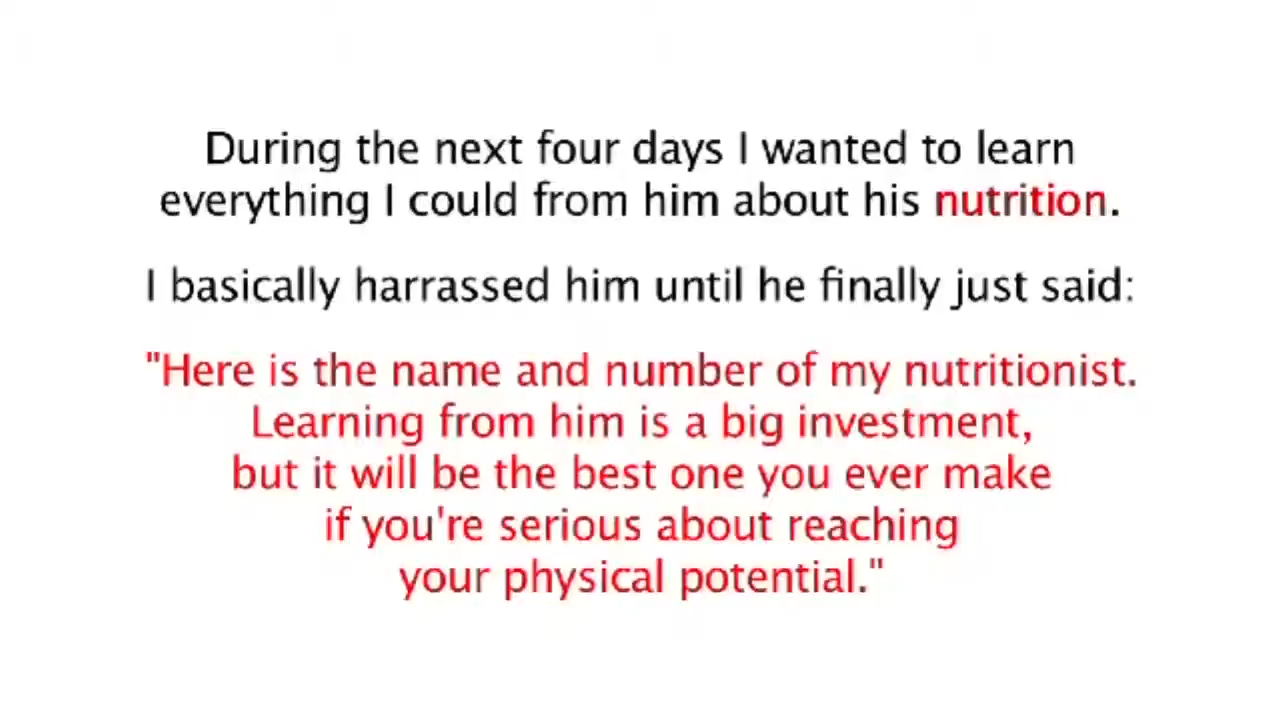 During the next four days I wanted to learn
everything I could from him about his nutrition.
I basically harrassed him until he finally just said:
"Here is the name and number of my nutritionist.
Learning from him is a big investment,
but it will be the best one you ever make
if you're serious about reaching
your physical potential."